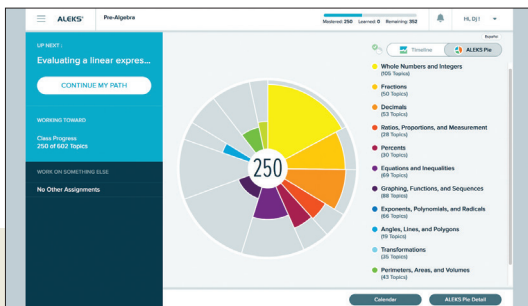 ALEKS® Pre-Algebra Mastered: 250 Learned: 0 Remaining: 352 Hi, Dj1
Español
UP NEXT :
Evaluating a linear expres...
CONTINUE MY PATH
WORKING TOWARD
Class Progress
250 of 602 Topics
WORK ON SOMETHING ELSE
No Other Assignments
250
Timeline ALEKS Pie
Whole Numbers and Integers
(105 Topics)
Fractions
(50 Topics)
Decimals
(53 Topics)
Ratios, Proportions, and Measurement
(28 Topics)
Percents
(30 Topics)
Equations and Inequalities
(69 Topics)
Graphing, Functions, and Sequences
(88 Topics)
Exponents, Polynomials, and Radicals
(66 Topics)
Angles, Lines, and Polygons
(19 Topics)
Transformations
(35 Topics)
Perimeters, Areas, and Volumes
(43 Topics)
Calendar ALEKS Pie Detail